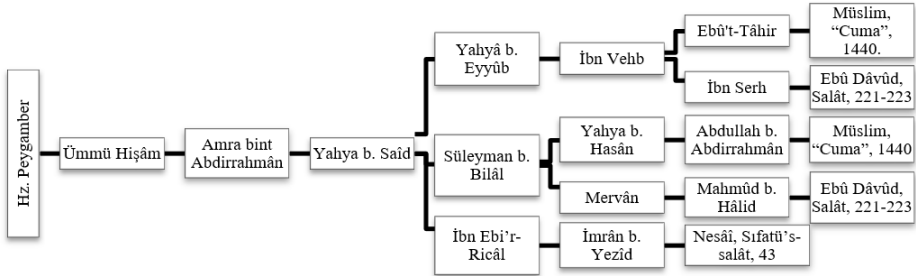 Hz. Peygamber
Ümmü Hişâm
Amra bint
Abdirrahmân
Yahya b. Saîd
Yahyâ b.
Eyyûb
İbn Vehb
Ebû't-Tâhir
Müslim,
“Cuma”,
1440.
İbn Serh
Ebû Dâvûd,
Salât, 221-223
Süleyman b.
Bilâl
Yahya b.
Hasân
Abdullah b.
Abdirrahmân
Müslim,
“Cuma”, 1440
Mervân
Mahmûd b.
Hâlid
Ebû Dâvûd,
Salât, 221-223
İbn Ebi’r-
Ricâl
İmrân b.
Yezîd
Nesâî, Sıfatü’s-
salât, 43